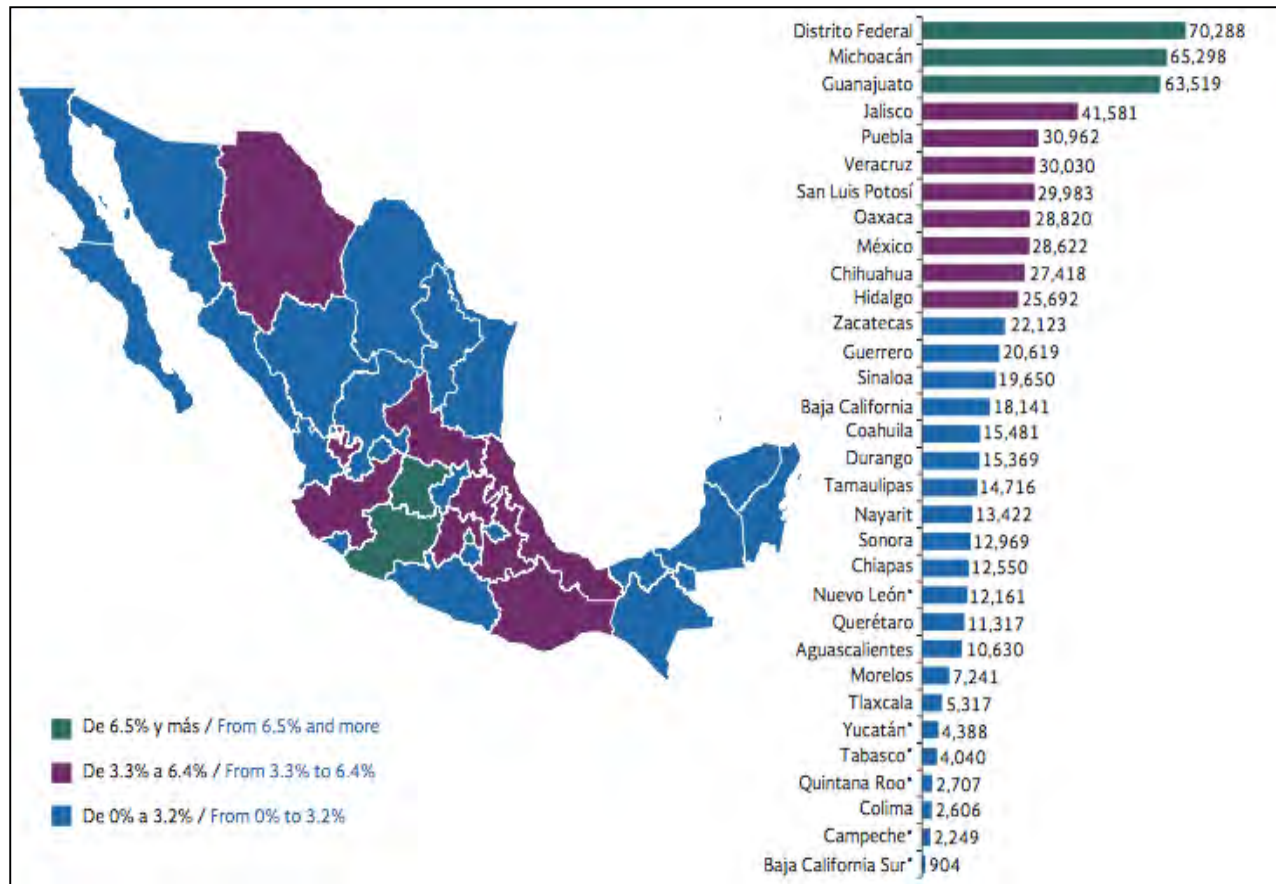 Distrito Federal 70,288
Michoacán 65,298
Guanajuato 63,519
Jalisco 41,581
Puebla 30,962
Veracruz 30,030
San Luis Potosí 29,983
Oaxaca 28,820
México 28,622
Chihuahua 27,418
Hidalgo 25,692
Zacatecas 22,123
Guerrero 20,619
Sinaloa 19,650
Baja California 18,141
Coahuila 15,481
Durango 15,369
Tamaulipas 14,716
Nayarit 13,422
Sonora 12,969
Chiapas 12,550
Nuevo León* 12,161
Querétaro 11,317
Aguascalientes 10,630
Morelos 7,241
Tlaxcala 5,317
Yucatán* 4,388
Tabasco* 4,040
Quintana Roo* 2,707
Colima 2,606
Campeche* 2,249
Baja California Sur* 904
De 6.5% y más / From 6.5% and more
De 3.3% a 6.4% / From 3.3% to 6.4%
De 0% a 3.2% / From 0% to 3.2%